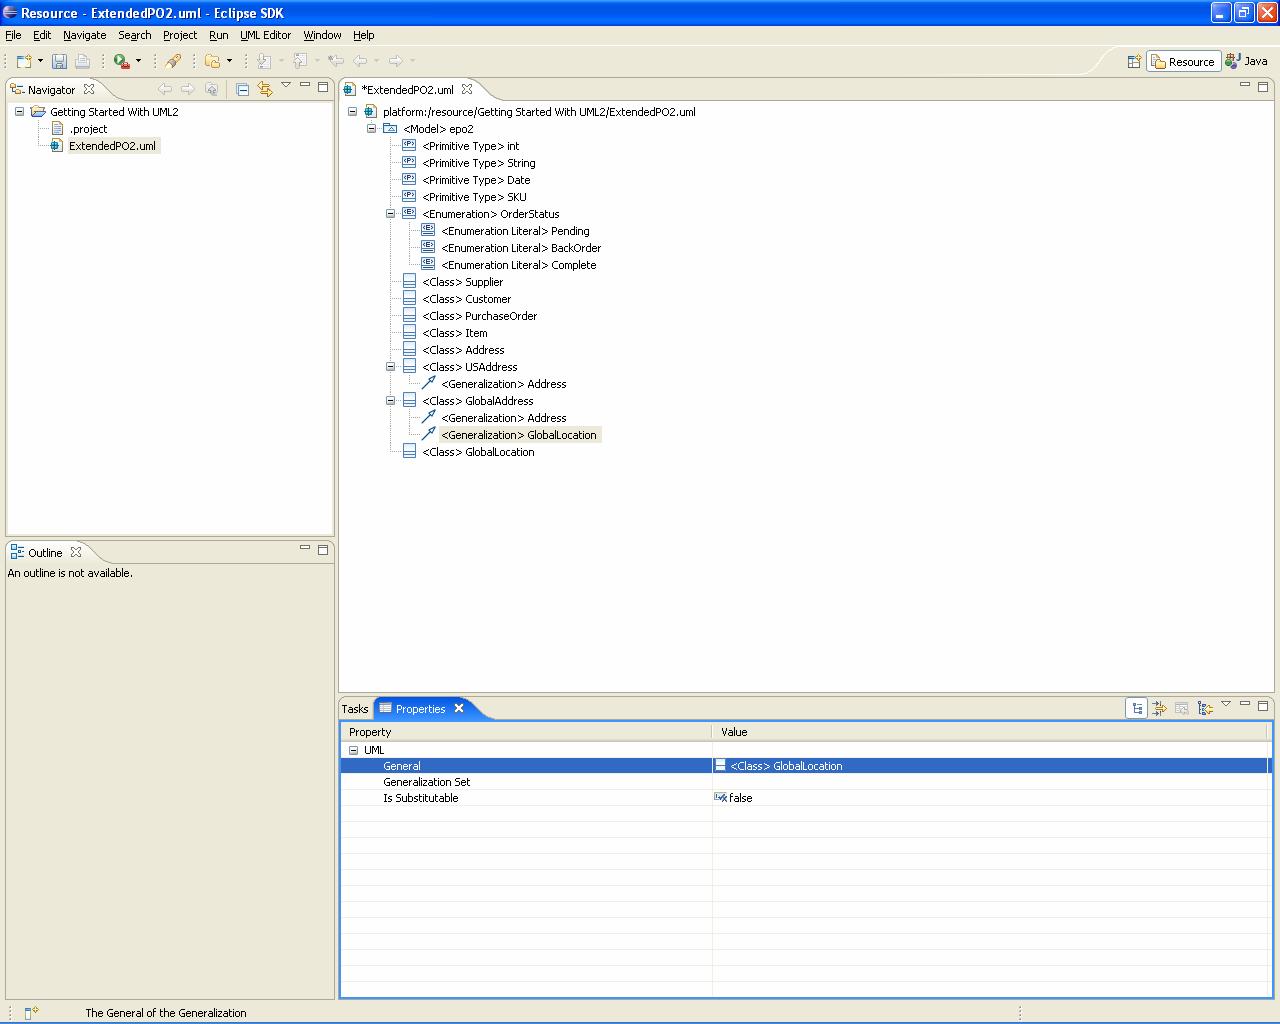 Resource - ExtendedPO2.uml - Eclipse SDK
File Edit Navigate Search Project Run UML Editor Window Help
Resource Java
Navigator
Getting Started With UML2
.project
ExtendedPO2.uml
Outline
An outline is not available.
*ExtendedPO2.uml
platform:/resource/Getting Started With UML2/ExtendedPO2.uml
<Model> epo2
<Primitive Type> int
<Primitive Type> String
<Primitive Type> Date
<Primitive Type> SKU
<Enumeration> OrderStatus
<Enumeration Literal> Pending
<Enumeration Literal> BackOrder
<Enumeration Literal> Complete
<Class> Supplier
<Class> Customer
<Class> PurchaseOrder
<Class> Item
<Class> Address
<Class> USAddress
<Generalization> Address
<Class> GlobalAddress
<Generalization> Address
<Generalization> GlobalLocation
<Class> GlobalLocation
Tasks Properties
Property Value
UML
General <Class> GlobalLocation
Generalization Set
Is Substitutable false
The General of the Generalization